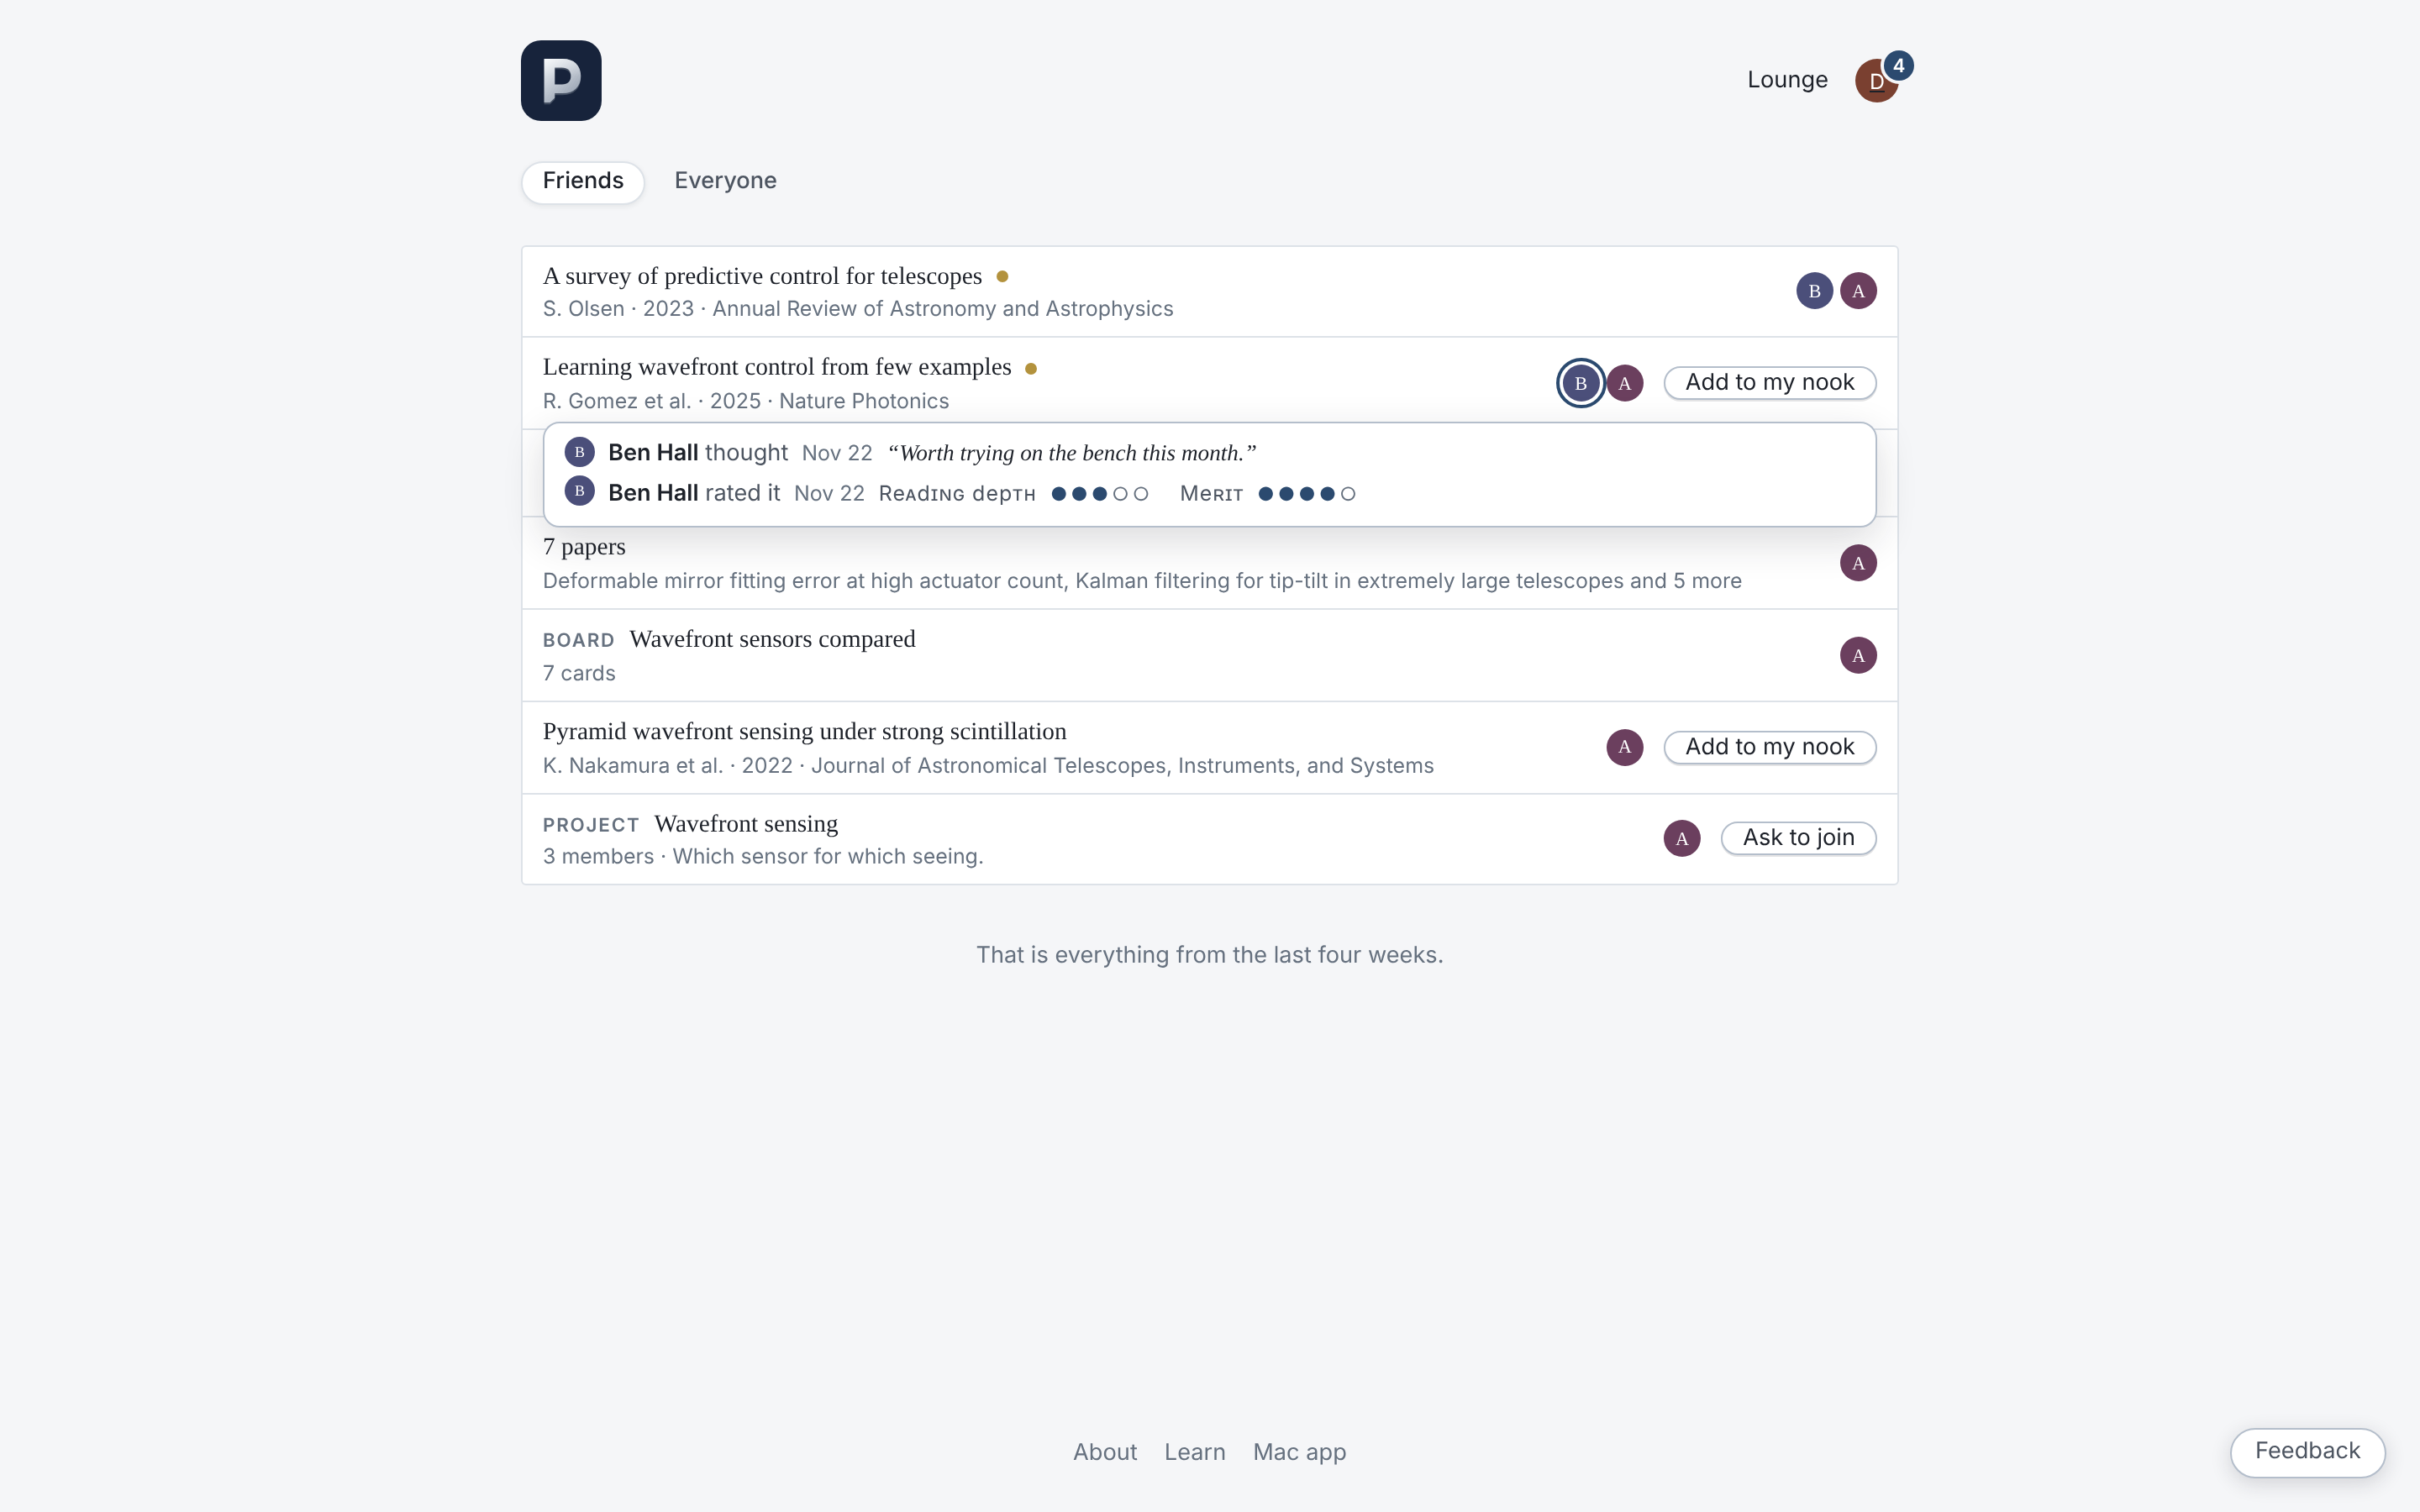 P
Lounge
D
4
Friends
Everyone
A survey of predictive control for telescopes
S. Olsen · 2023 · Annual Review of Astronomy and Astrophysics
B A
Learning wavefront control from few examples
R. Gomez et al. · 2025 · Nature Photonics
B A
Add to my nook
B Ben Hall thought Nov 22 “Worth trying on the bench this month.”
B Ben Hall rated it Nov 22 Reading depth Merit
7 papers
Deformable mirror fitting error at high actuator count, Kalman filtering for tip-tilt in extremely large telescopes and 5 more
A
BOARD Wavefront sensors compared
7 cards
A
Pyramid wavefront sensing under strong scintillation
K. Nakamura et al. · 2022 · Journal of Astronomical Telescopes, Instruments, and Systems
A
Add to my nook
PROJECT Wavefront sensing
3 members · Which sensor for which seeing.
A
Ask to join
That is everything from the last four weeks.
About Learn Mac app
Feedback